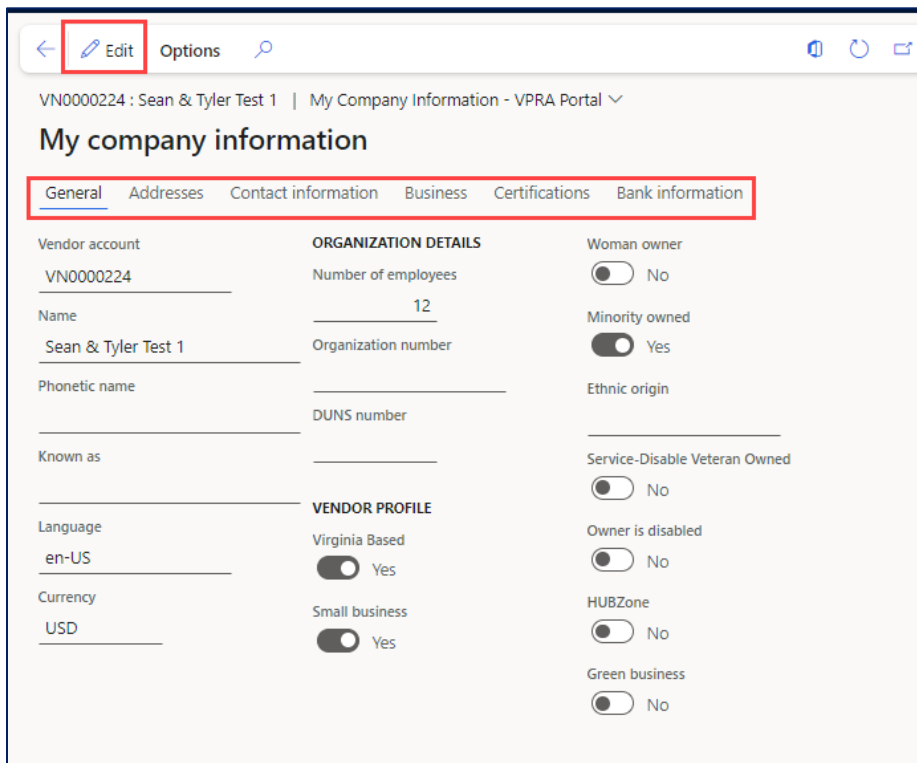 Edit Options
VN0000224 : Sean & Tyler Test 1 | My Company Information - VPRA Portal
My company information
General Addresses Contact information Business Certifications Bank information
Vendor account
VN0000224
Name
Sean & Tyler Test 1
Phonetic name
Known as
Language
en-US
Currency
USD
ORGANIZATION DETAILS
Number of employees
12
Organization number
DUNS number
VENDOR PROFILE
Virginia Based
Yes
Small business
Yes
Woman owner
No
Minority owned
Yes
Ethnic origin
Service-Disable Veteran Owned
No
Owner is disabled
No
HUBZone
No
Green business
No